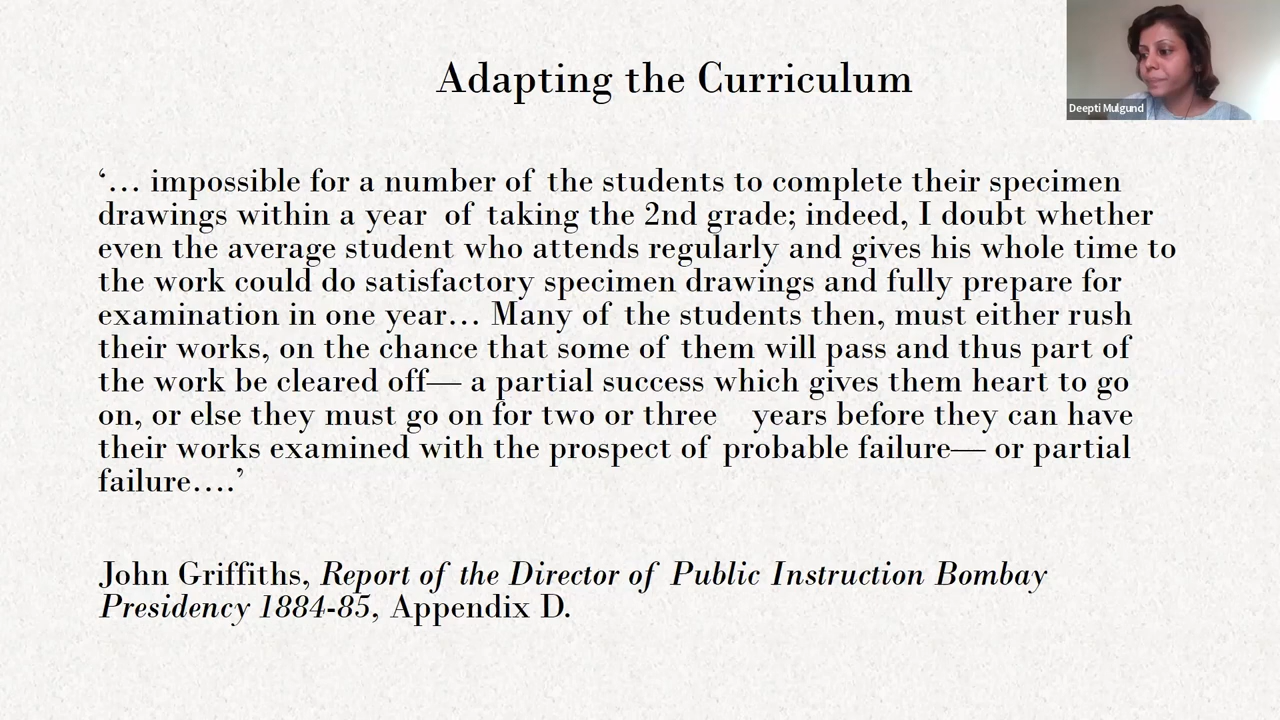 Adapting the Curriculum
Deepti Mulgund
‘… impossible for a number of the students to complete their specimen
drawings within a year of taking the 2nd grade; indeed, I doubt whether
even the average student who attends regularly and gives his whole time to
the work could do satisfactory specimen drawings and fully prepare for
examination in one year… Many of the students then, must either rush
their works, on the chance that some of them will pass and thus part of
the work be cleared off— a partial success which gives them heart to go
on, or else they must go on for two or three years before they can have
their works examined with the prospect of probable failure— or partial
failure….’
John Griffiths, Report of the Director of Public Instruction Bombay
Presidency 1884-85, Appendix D.